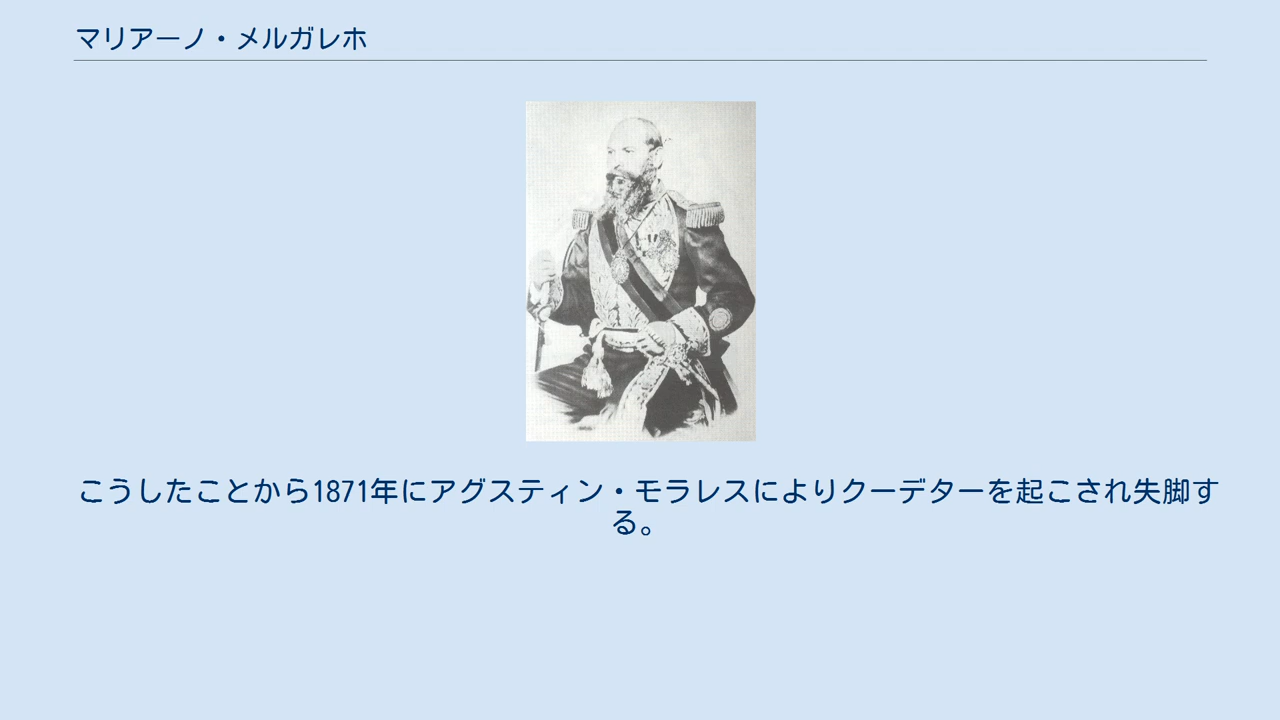 マリアーノ・メルガレホ
こうしたことから1871年にアグスティン・モラレスによりクーデターを起こされ失脚す
る。